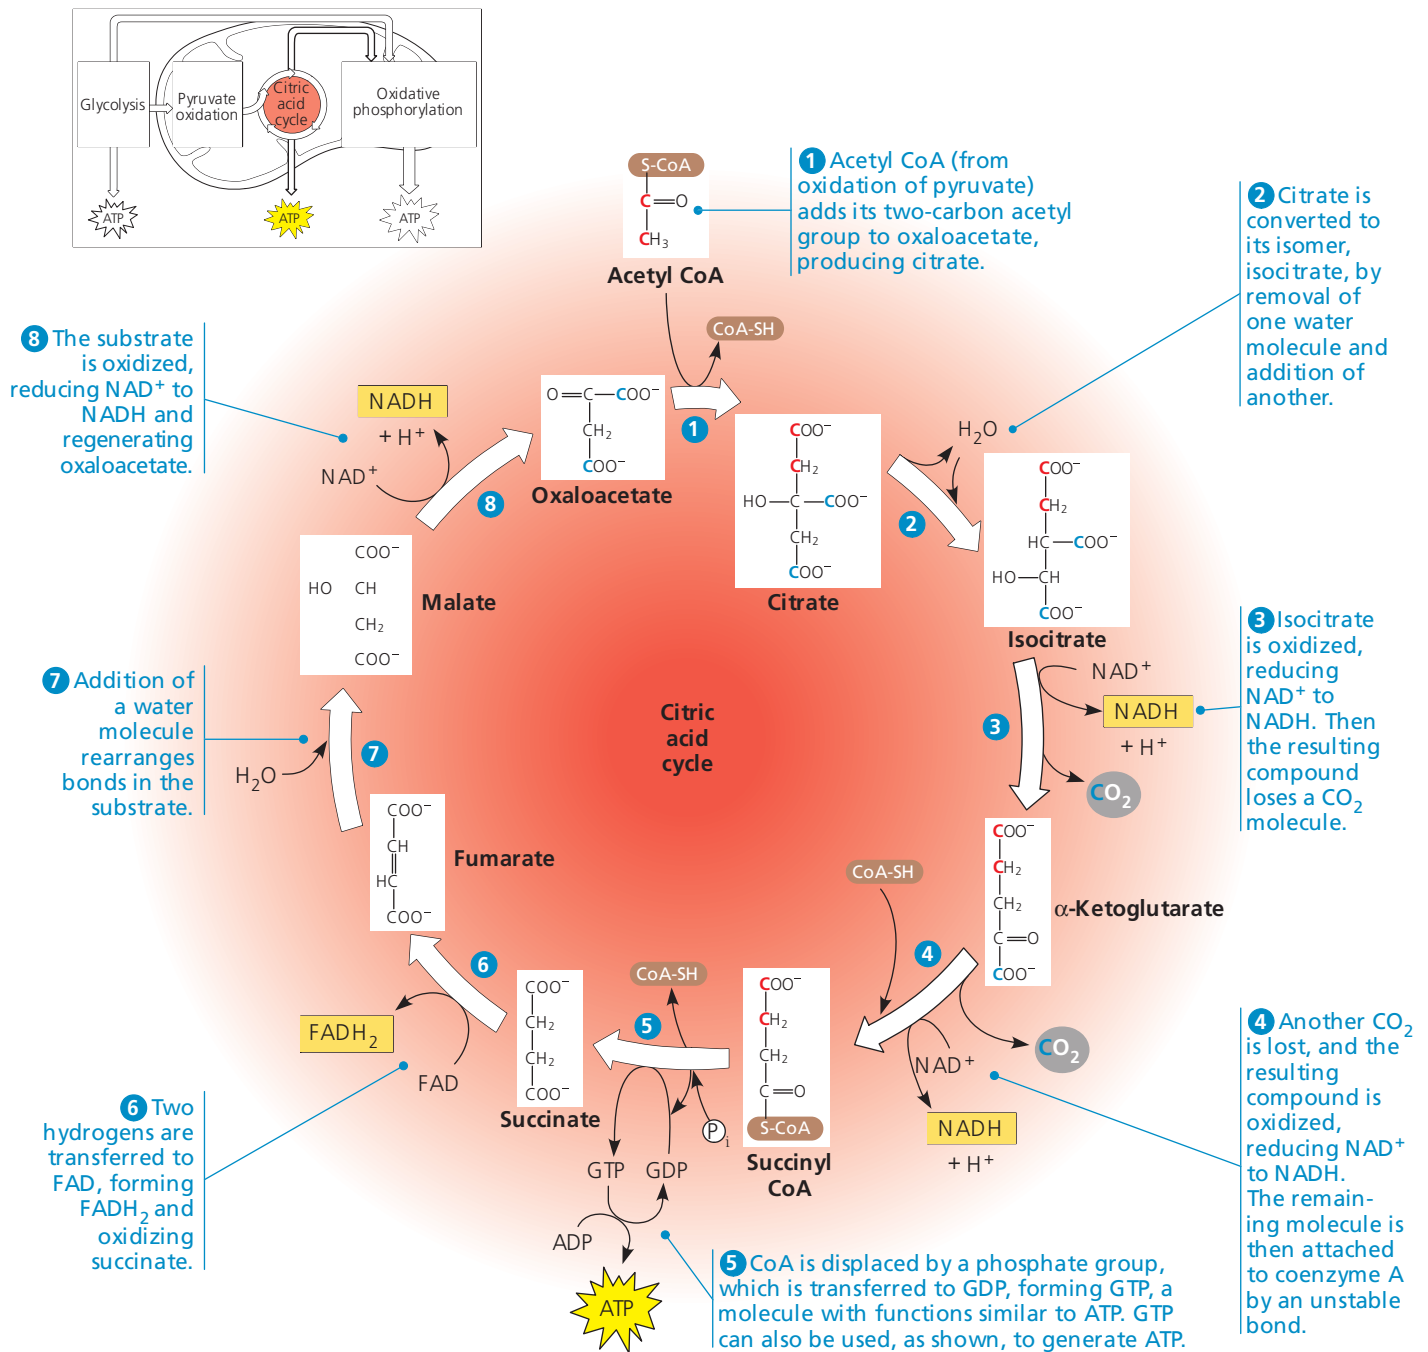 Glycolysis
Pyruvate
oxidation
Citric
acid
cycle
Oxidative
phosphorylation
ATP
ATP
ATP
S-CoA
C=O
CH₃
Acetyl CoA
1 Acetyl CoA (from
oxidation of pyruvate)
adds its two-carbon acetyl
group to oxaloacetate,
producing citrate.
2 Citrate is
converted to
its isomer,
isocitrate, by
removal of
one water
molecule and
addition of
another.
CoA-SH
8 The substrate
is oxidized,
reducing NAD⁺ to
NADH and
regenerating
oxaloacetate.
NADH
+ H⁺
NAD⁺
8
O=C—COO⁻
CH₂
COO⁻
Oxaloacetate
1
COO⁻
CH₂
HO—C—COO⁻
CH₂
COO⁻
Citrate
H₂O
2
COO⁻
CH₂
HC—COO⁻
HO—CH
COO⁻
Isocitrate
COO⁻
HO CH
CH₂
COO⁻
Malate
3 Isocitrate
is oxidized,
reducing
NAD⁺ to
NADH. Then
the resulting
compound
loses a CO₂
molecule.
NAD⁺
NADH
+ H⁺
3
CO₂
7 Addition of
a water
molecule
rearranges
bonds in the
substrate.
H₂O
7
Citric
acid
cycle
COO⁻
CH
HC
COO⁻
Fumarate
COO⁻
CH₂
CH₂
C=O
COO⁻
α-Ketoglutarate
CoA-SH
4
CO₂
NAD⁺
NADH
+ H⁺
4 Another CO₂
is lost, and the
resulting
compound is
oxidized,
reducing NAD⁺
to NADH.
The remain-
ing molecule is
then attached
to coenzyme A
by an unstable
bond.
6
FADH₂
FAD
6 Two
hydrogens are
transferred to
FAD, forming
FADH₂ and
oxidizing
succinate.
COO⁻
CH₂
CH₂
COO⁻
Succinate
CoA-SH
5
COO⁻
CH₂
CH₂
C=O
S-CoA
Succinyl
CoA
Pi
GTP GDP
ADP
ATP
5 CoA is displaced by a phosphate group,
which is transferred to GDP, forming GTP, a
molecule with functions similar to ATP. GTP
can also be used, as shown, to generate ATP.